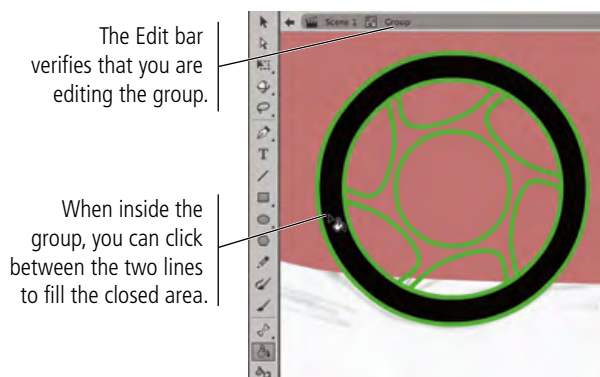 The Edit bar
verifies that you are
editing the group.
Scene 1 Group
T
When inside the
group, you can click
between the two lines
to fill the closed area.